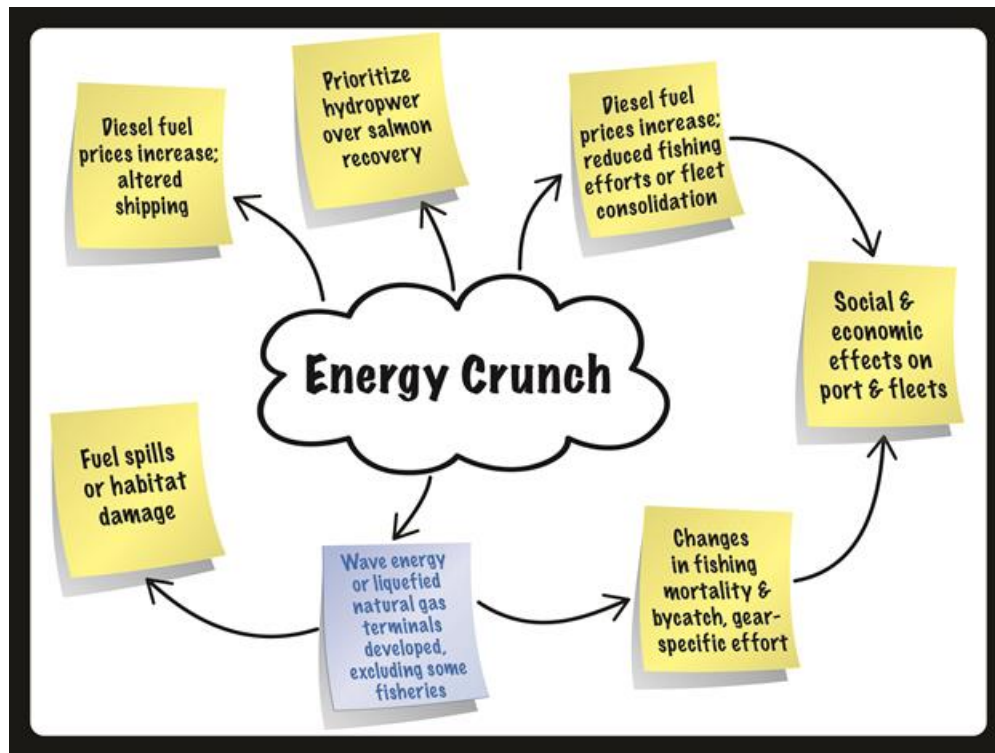 Diesel fuel
prices increase;
altered
shipping
Prioritize
hydropwer
over salmon
recovery
Diesel fuel
prices increase;
reduced fishing
efforts or fleet
consolidation
Social &
economic
effects on
port & fleets
Energy Crunch
Fuel spills
or habitat
damage
Wave energy
or liquefied
natural gas
terminals
developed,
excluding some
fisheries
Changes
in fishing
mortality &
bycatch, gear-
specific effort